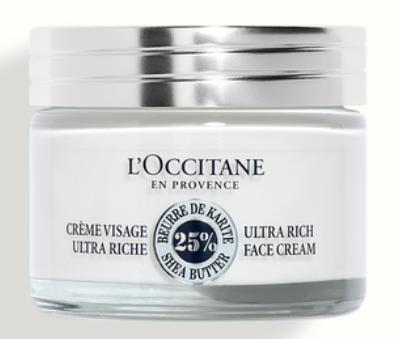 L'OCCITANE
EN PROVENCE
CRÈME VISAGE
ULTRA RICHE
BEURRE DE KARITÉ
25%
SHEA BUTTER
ULTRA RICH
FACE CREAM